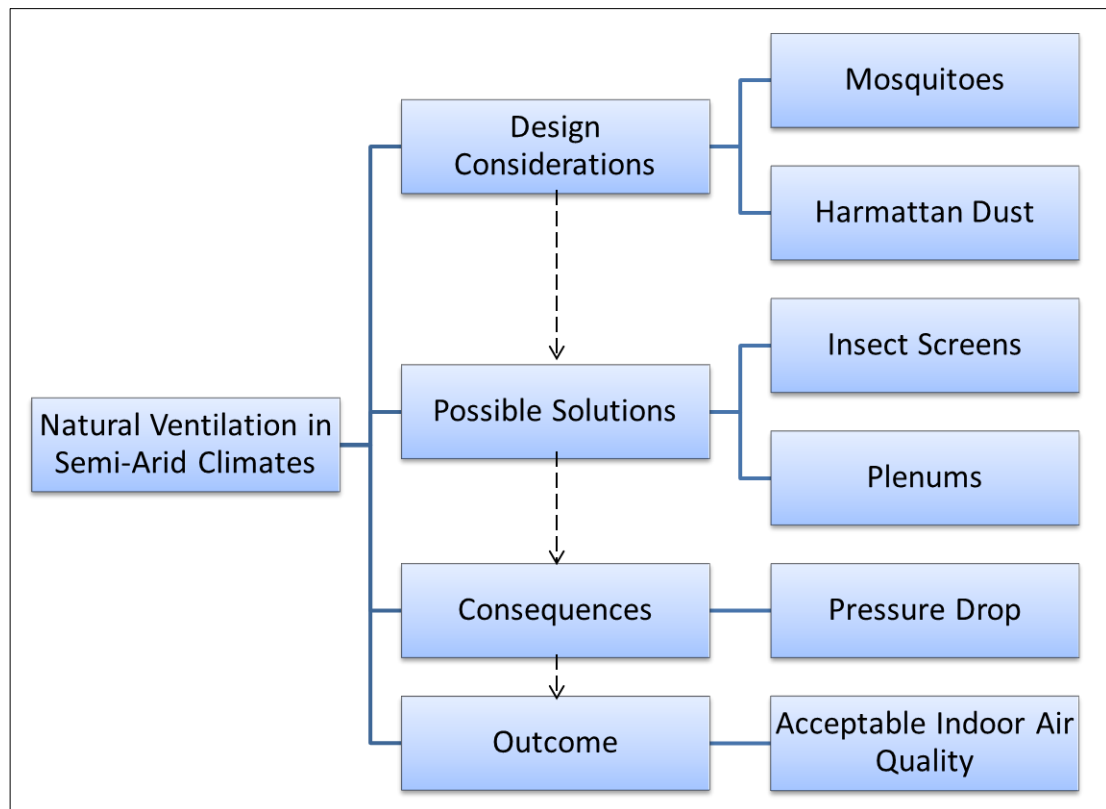 Natural Ventilation in
Semi-Arid Climates
Design
Considerations
Mosquitoes
Harmattan Dust
Possible Solutions
Insect Screens
Plenums
Consequences
Pressure Drop
Outcome
Acceptable Indoor Air
Quality